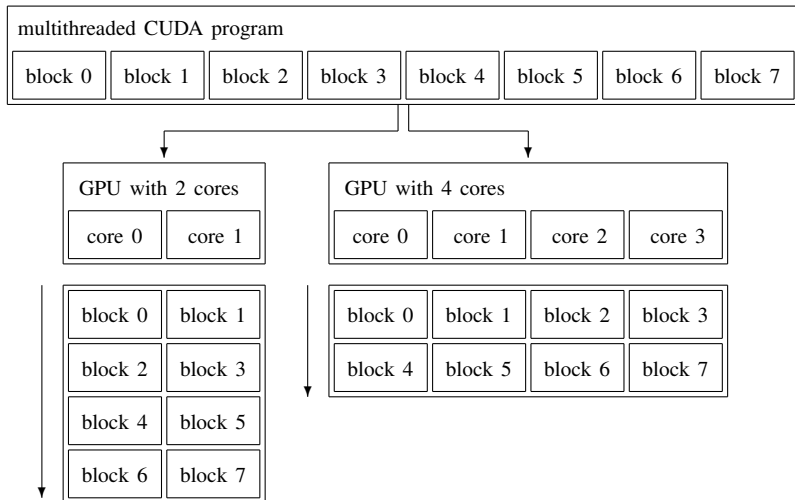 multithreaded CUDA program
block 0 block 1 block 2 block 3 block 4 block 5 block 6 block 7
GPU with 2 cores
core 0 core 1
block 0 block 1
block 2 block 3
block 4 block 5
block 6 block 7
GPU with 4 cores
core 0 core 1 core 2 core 3
block 0 block 1 block 2 block 3
block 4 block 5 block 6 block 7